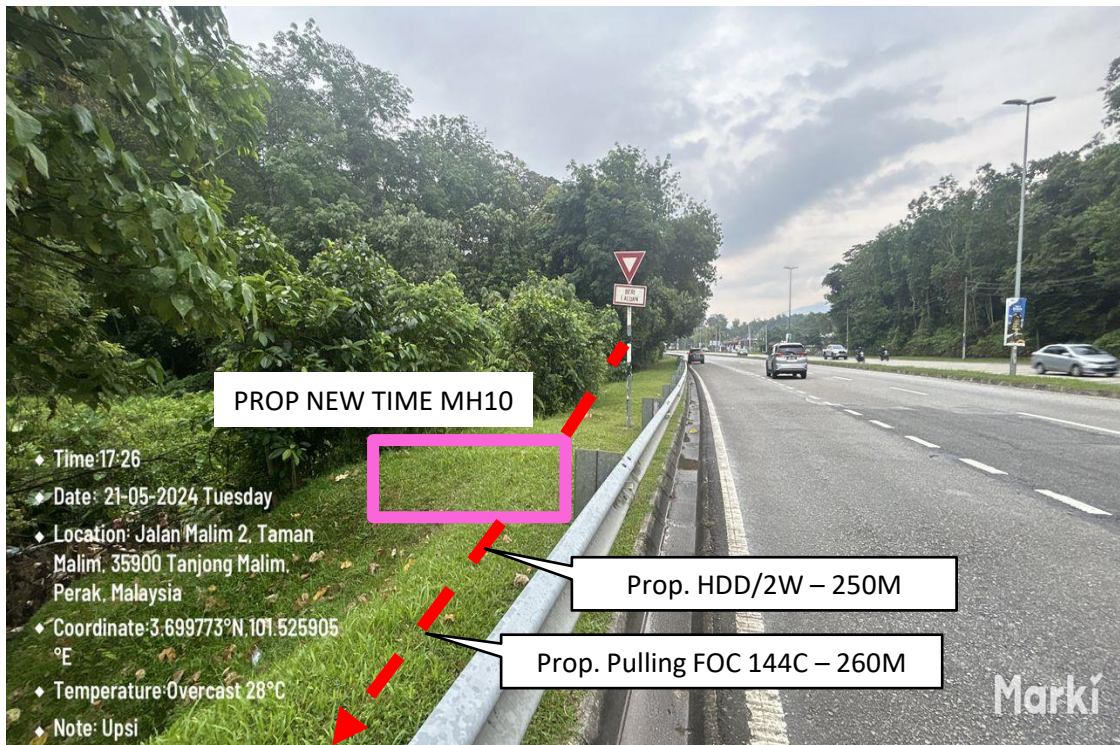 BERI
LALUAN
PROP NEW TIME MH10
Time:17:26
Date: 21-05-2024 Tuesday
Location: Jalan Malim 2, Taman
Malim, 35900 Tanjong Malim,
Perak, Malaysia
Coordinate:3.699773°N,101.525905
°E
Temperature:Overcast 28°C
Note: Upsi
Prop. HDD/2W – 250M
Prop. Pulling FOC 144C – 260M
Marki